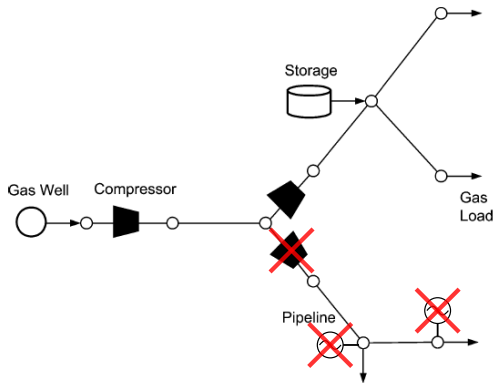 Storage
Gas Well
Compressor
Gas
Load
Pipeline